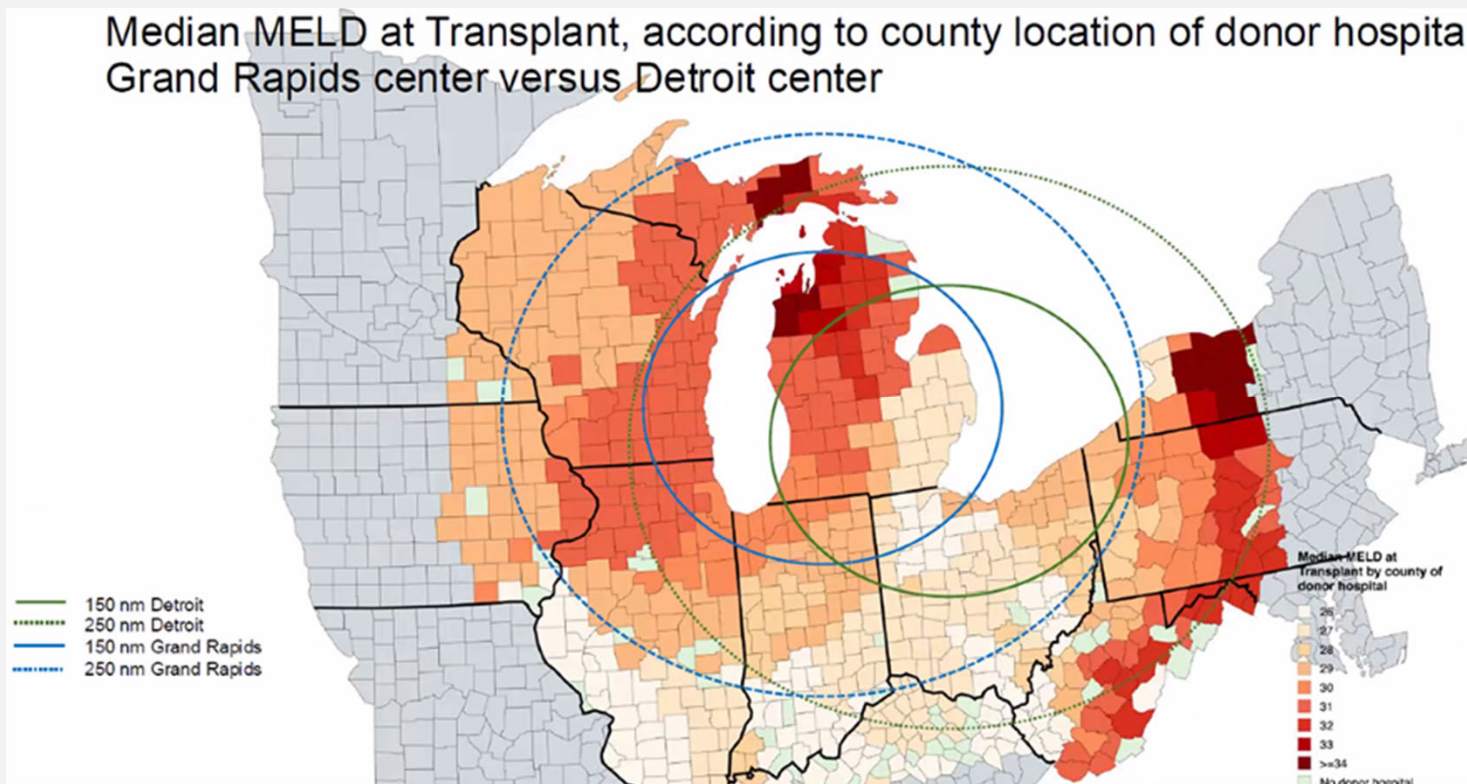 Median MELD at Transplant, according to county location of donor hospita
Grand Rapids center versus Detroit center
150 nm Detroit
250 nm Detroit
150 nm Grand Rapids
250 nm Grand Rapids
Median MELD at
Transplant by county of
donor hospital
26
27
28
29
30
31
32
33
>=34
No donor hospital